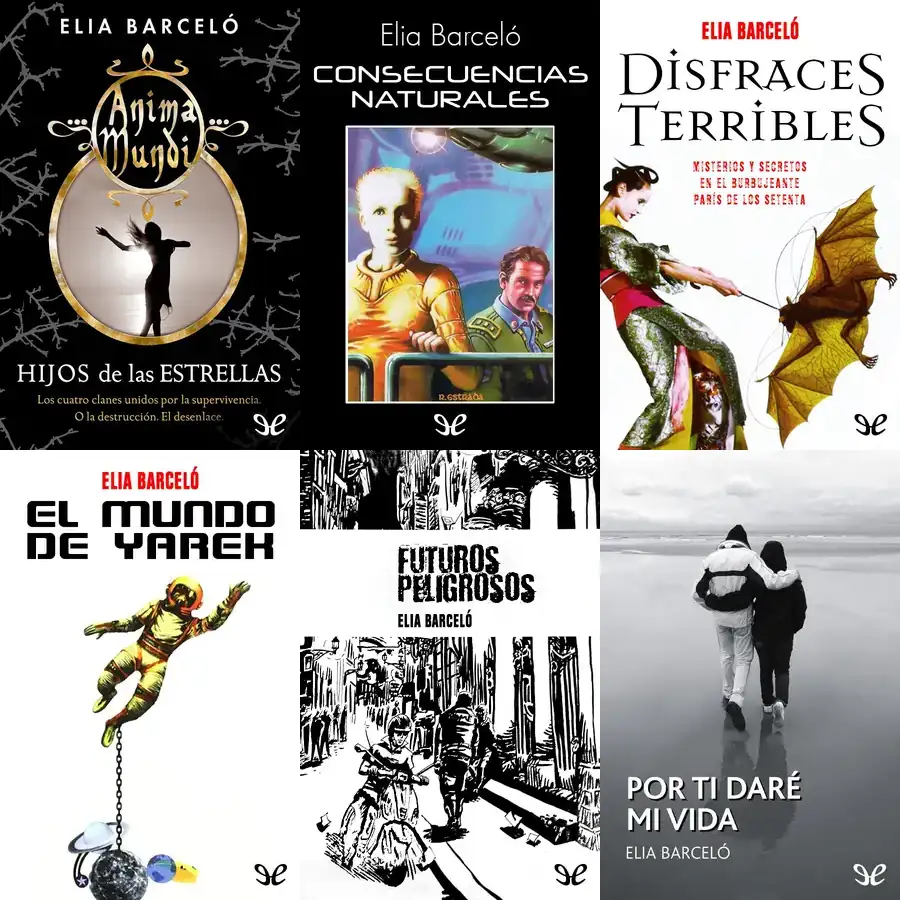 ELIA BARCELÓ
Anima
Mundi
HIJOS de las ESTRELLAS
Los cuatro clanes unidos por la supervivencia.
O la destrucción. El desenlace.
Elia Barceló
CONSECUENCIAS
NATURALES
R. ESTRADA
ELIA BARCELÓ
DISFRACES
TERRIBLES
MISTERIOS Y SECRETOS
EN EL BURBUJEANTE
PARÍS DE LOS SETENTA
ELIA BARCELÓ
EL MUNDO
DE YAREK
FUTUROS
PELIGROSOS
ELIA BARCELÓ
POR TI DARÉ
MI VIDA
ELIA BARCELÓ